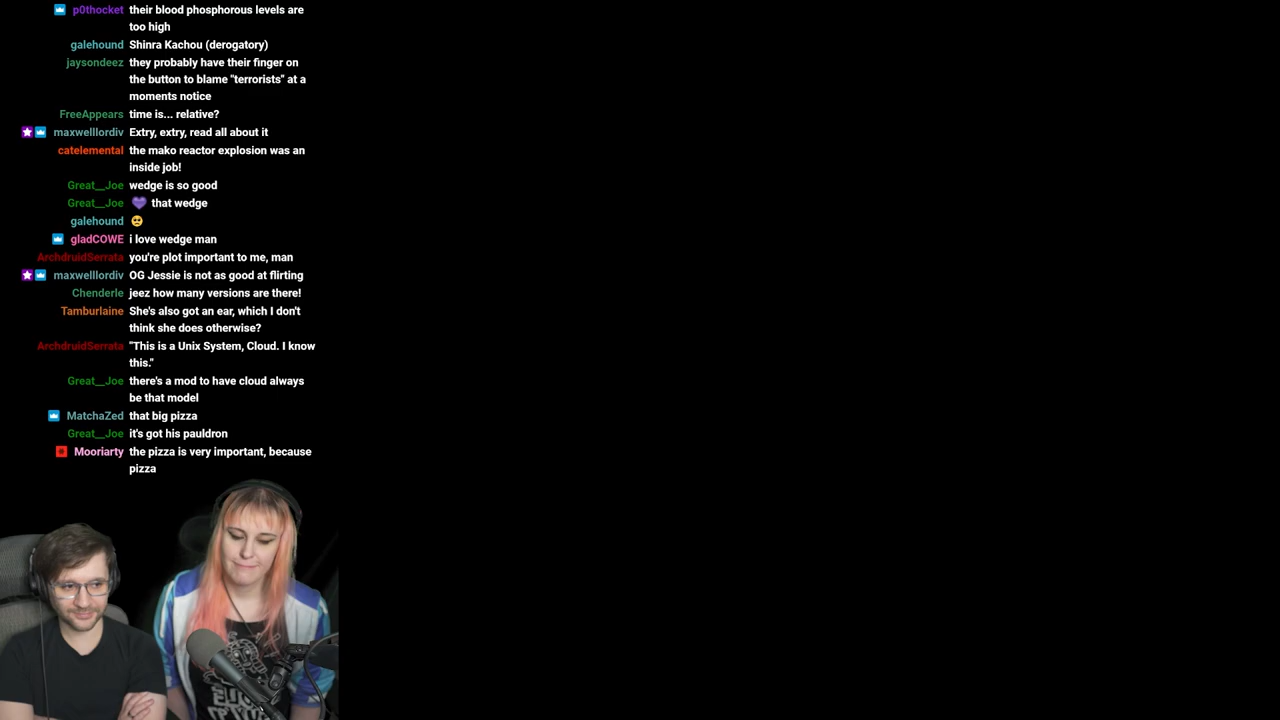 p0thocket their blood phosphorous levels are
too high
galehound Shinra Kachou (derogatory)
jaysondeez they probably have their finger on
the button to blame "terrorists" at a
moments notice
FreeAppears time is... relative?
maxwelllordiv Extry, extry, read all about it
catelemental the mako reactor explosion was an
inside job!
Great__Joe wedge is so good
Great__Joe 💜 that wedge
galehound 🥺
gladCOWE i love wedge man
ArchdruidSerrata you're plot important to me, man
maxwelllordiv OG Jessie is not as good at flirting
Chenderle jeez how many versions are there!
Tamburlaine She's also got an ear, which I don't
think she does otherwise?
ArchdruidSerrata "This is a Unix System, Cloud. I know
this."
Great__Joe there's a mod to have cloud always
be that model
MatchaZed that big pizza
Great__Joe it's got his pauldron
Mooriarty the pizza is very important, because
pizza